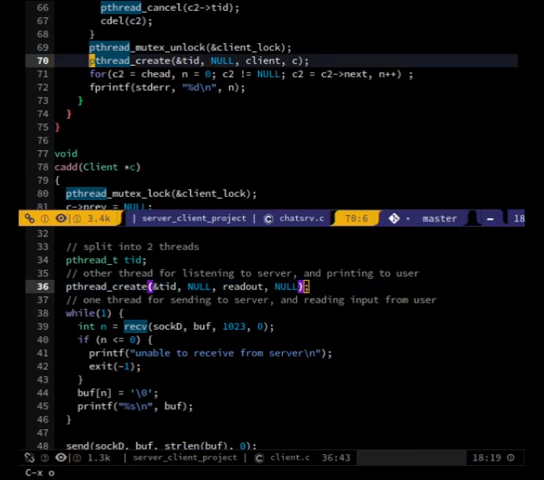 66 pthread_cancel(c2->tid);
67 cdel(c2);
68 }
69 pthread_mutex_unlock(&client_lock);
70 pthread_create(&tid, NULL, client, c);
71 for(c2 = chead, n = 0; c2 != NULL; c2 = c2->next, n++) ;
72 fprintf(stderr, "%d\n", n);
73 }
74 }
75 }
76
77 void
78 cadd(Client *c)
79 {
80 pthread_mutex_lock(&client_lock);
81 c->prev = NULL;
3.4k | server_client_project | chatsrv.c 70:6 master 18
32
33 // split into 2 threads
34 pthread_t tid;
35 // other thread for listening to server, and printing to user
36 pthread_create(&tid, NULL, readout, NULL);
37 // one thread for sending to server, and reading input from user
38 while(1) {
39 int n = recv(sockD, buf, 1023, 0);
40 if (n <= 0) {
41 printf("unable to receive from server\n");
42 exit(-1);
43 }
44 buf[n] = '\0';
45 printf("%s\n", buf);
46 }
47
48 send(sockD, buf, strlen(buf), 0);
1.3k | server_client_project | client.c 36:43 18:19
C-x o